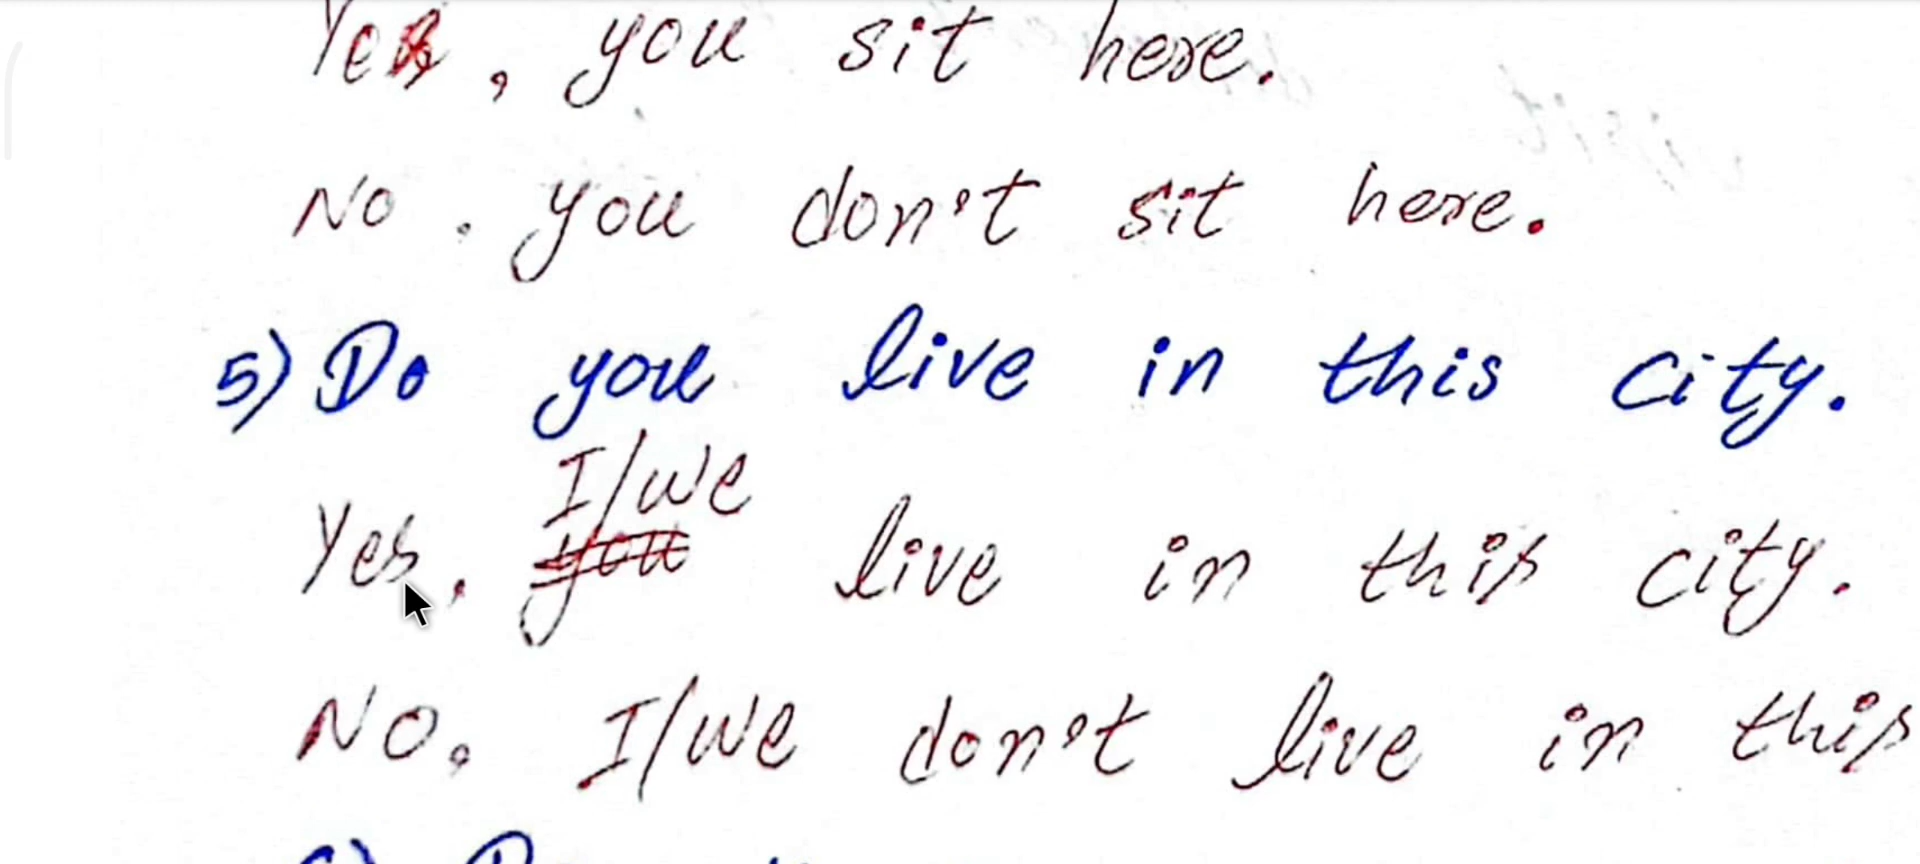 Yes, you sit here.
No. you don't sit here.
5) Do you live in this city.
I/we
Yes. you live in this city.
No. I/we don't live in this
6)